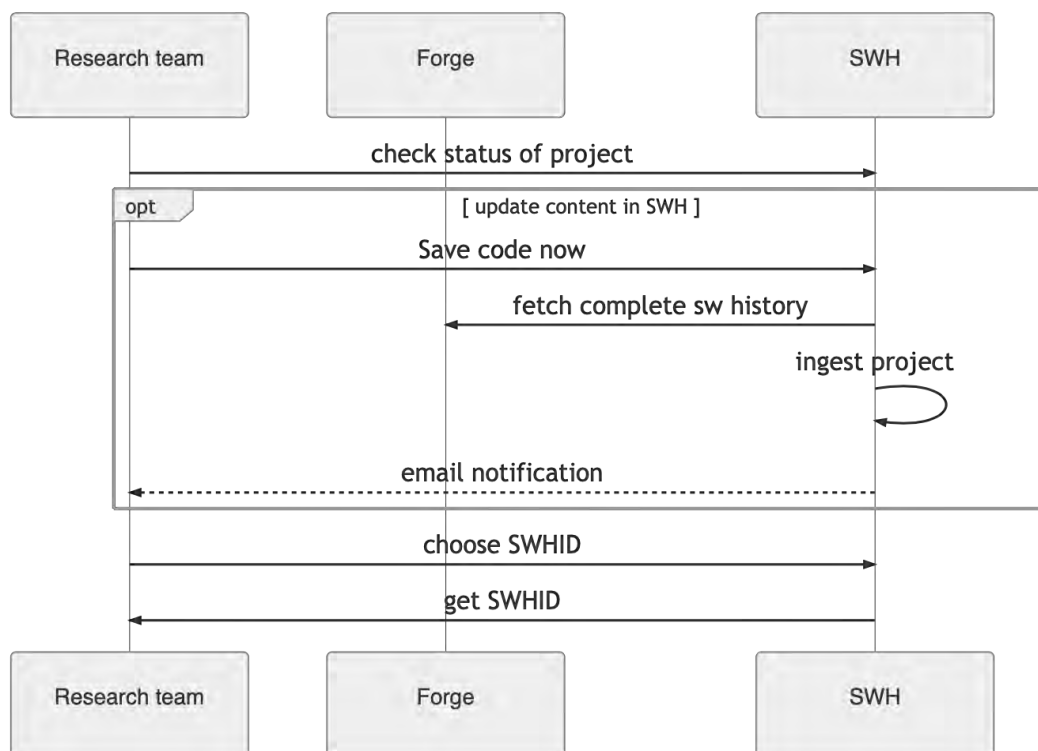 Research team
Forge
SWH
check status of project
opt
[ update content in SWH ]
Save code now
fetch complete sw history
ingest project
email notification
choose SWHID
get SWHID
Research team
Forge
SWH